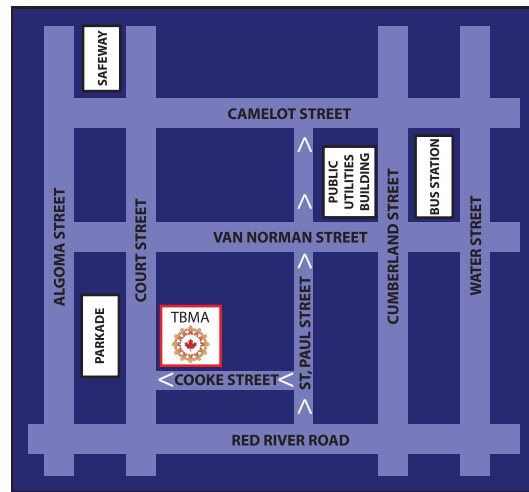 SAFEWAY
CAMELOT STREET
PUBLIC
UTILITIES
BUILDING
BUS STATION
VAN NORMAN STREET
ALGOMA STREET
COURT STREET
CUMBERLAND STREET
WATER STREET
PARKADE
TBMA
ST, PAUL STREET
COOKE STREET
RED RIVER ROAD